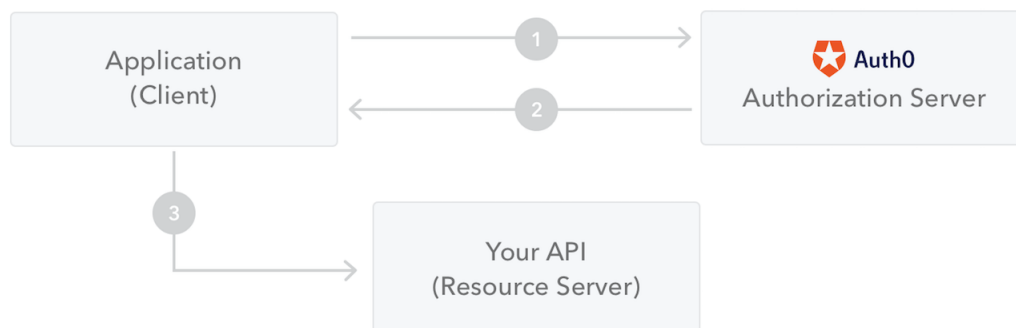 Application
(Client)
1
Auth0
Authorization Server
2
3
Your API
(Resource Server)